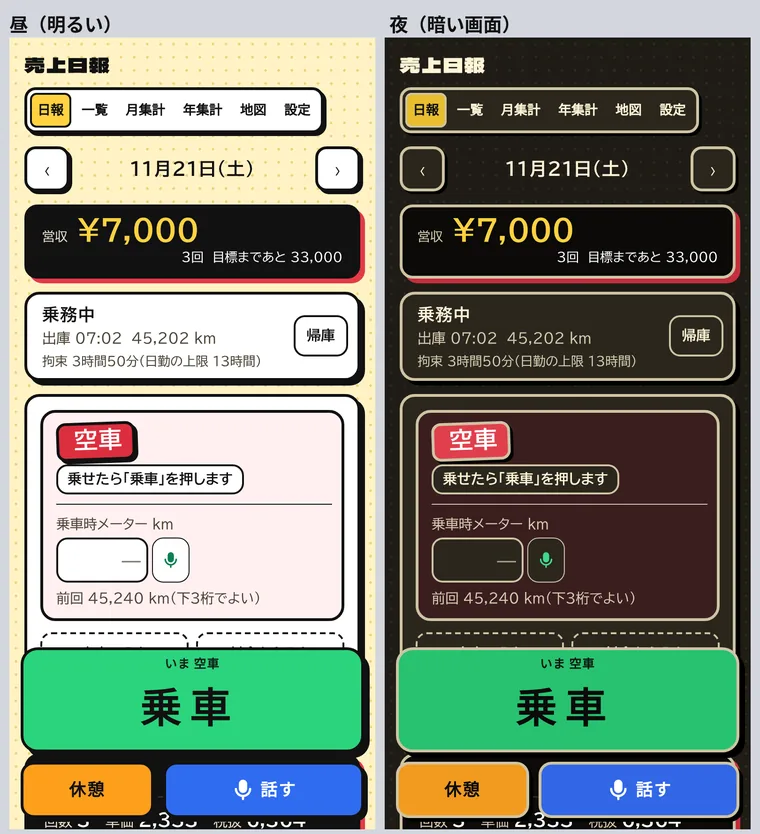 昼（明るい）
売上日報
日報 一覧 月集計 年集計 地図 設定
‹ 11月21日（土） ›
営収 ¥7,000
3回 目標まであと 33,000
乗務中
出庫 07:02 45,202 km
拘束 3時間50分（日勤の上限 13時間）
帰庫
空車
乗せたら「乗車」を押します
乗車時メーター km
—
前回 45,240 km（下3桁でよい）
いま 空車
乗車
休憩
話す
夜（暗い画面）
売上日報
日報 一覧 月集計 年集計 地図 設定
‹ 11月21日（土） ›
営収 ¥7,000
3回 目標まであと 33,000
乗務中
出庫 07:02 45,202 km
拘束 3時間50分（日勤の上限 13時間）
帰庫
空車
乗せたら「乗車」を押します
乗車時メーター km
—
前回 45,240 km（下3桁でよい）
いま 空車
乗車
休憩
話す